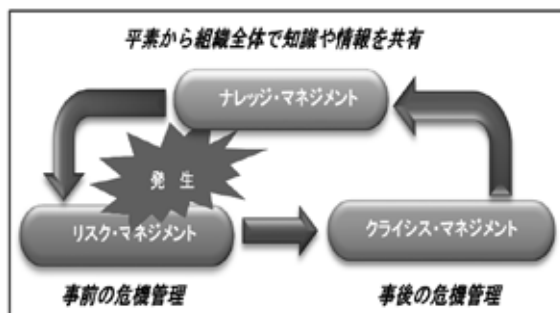 平素から組織全体で知識や情報を共有
ナレッジ・マネジメント
発 生
リスク・マネジメント
クライシス・マネジメント
事前の危機管理
事後の危機管理